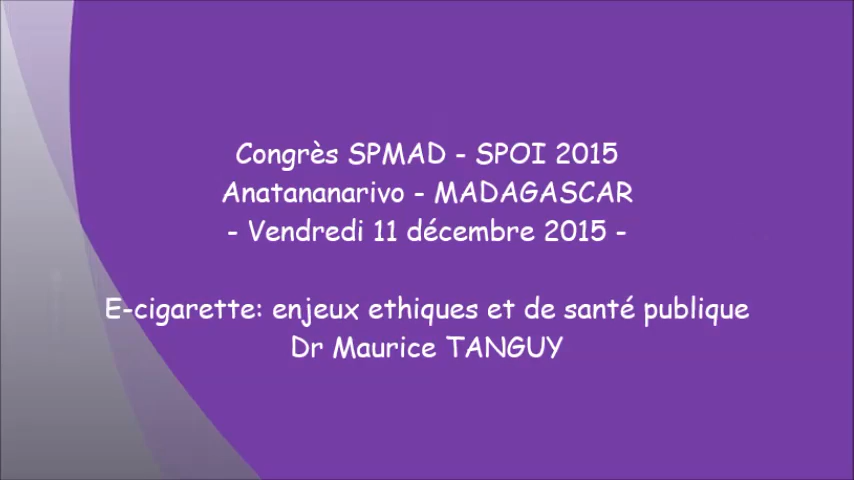 Congrès SPMAD - SPOI 2015
Anatananarivo - MADAGASCAR
- Vendredi 11 décembre 2015 -
E-cigarette: enjeux ethiques et de santé publique
Dr Maurice TANGUY